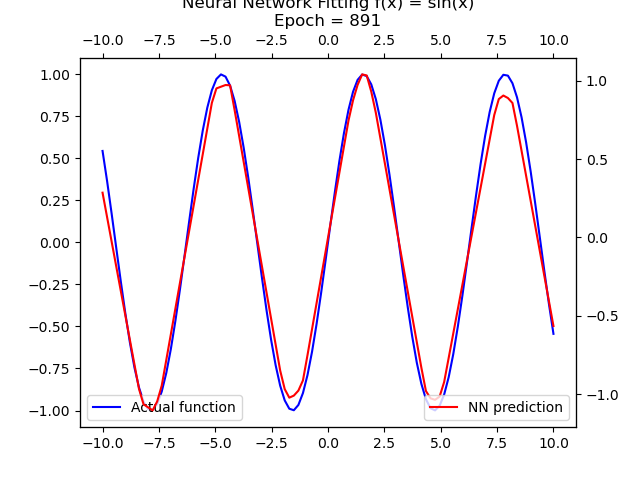 Neural Network Fitting f(x) = sin(x)
Epoch = 891
−10.0 −7.5 −5.0 −2.5 0.0 2.5 5.0 7.5 10.0
1.00
0.75
0.50
0.25
0.00
−0.25
−0.50
−0.75
−1.00
1.0
0.5
0.0
−0.5
−1.0
Actual function
NN prediction
−10.0 −7.5 −5.0 −2.5 0.0 2.5 5.0 7.5 10.0